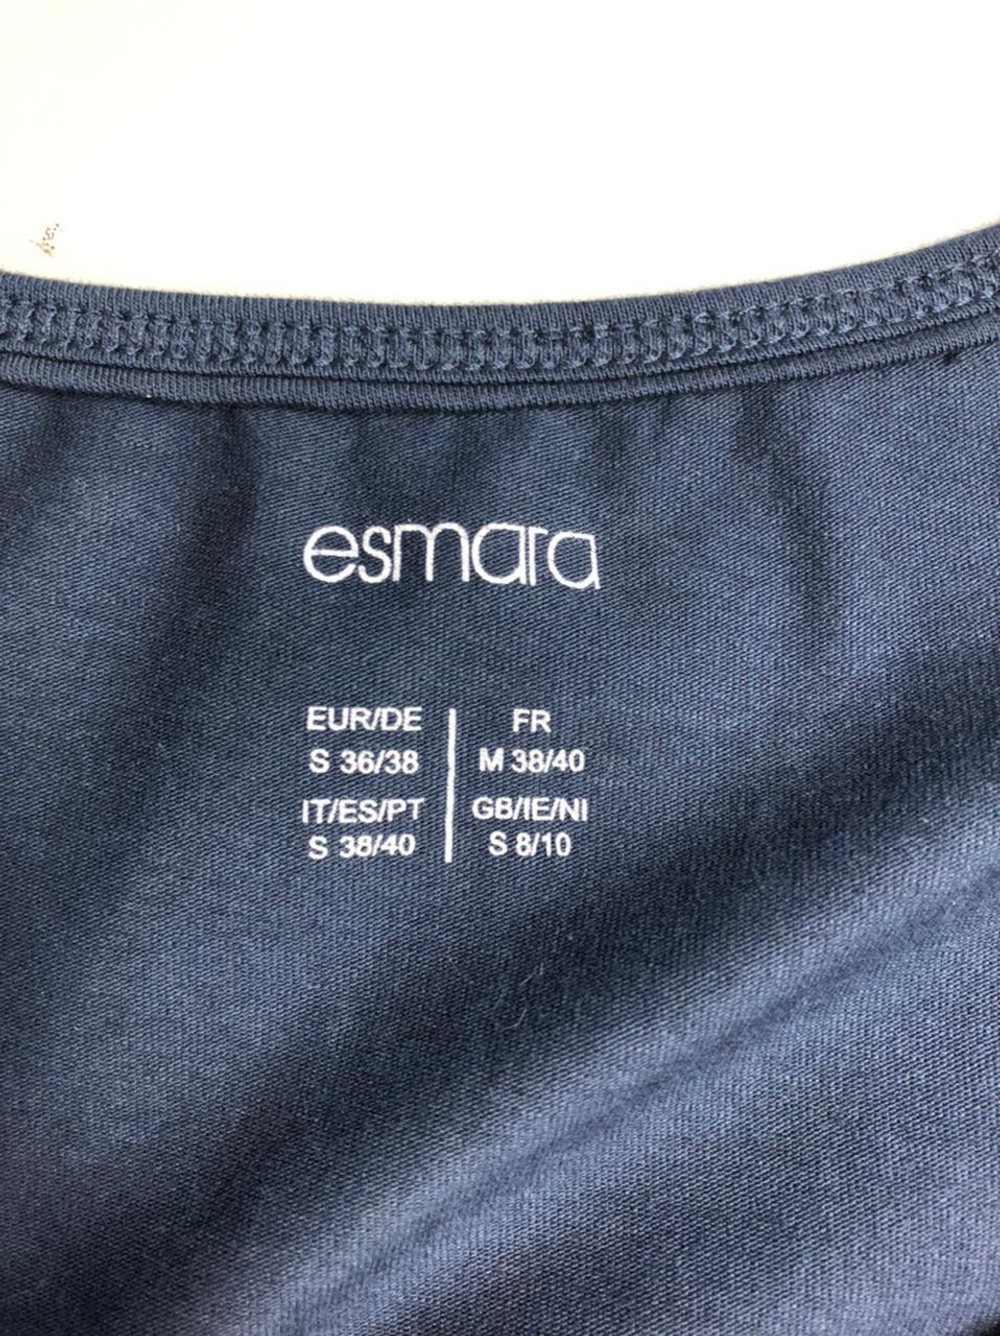 esmara
EUR/DE
S 36/38
IT/ES/PT
S 38/40
FR
M 38/40
GB/IE/NI
S 8/10